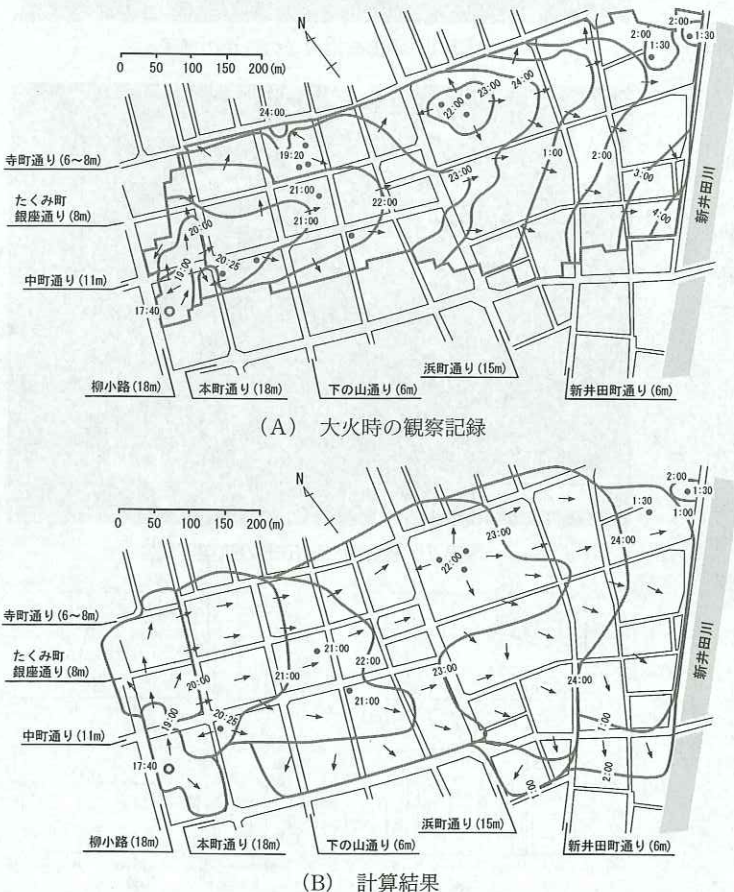 N
0 50 100 150 200 (m)
2:00
1:30
2:00
1:30
24:00
22:00
23:00
24:00
寺町通り(6～8m)
19:20
1:00
2:00
たくみ町
銀座通り(8m)
21:00
21:00
22:00
23:00
3:00
4:00
新井田川
20:00
19:00
20:25
中町通り(11m)
17:40
浜町通り(15m)
柳小路(18m)
本町通り(18m)
下の山通り(6m)
新井田町通り(6m)
(A) 大火時の観察記録
N
0 50 100 150 200 (m)
2:00
1:30
1:30
1:00
23:00
24:00
22:00
寺町通り(6～8m)
たくみ町
銀座通り(8m)
21:00
20:00
21:00
22:00
23:00
24:00
新井田川
19:00
20:25
21:00
中町通り(11m)
1:00
17:40
2:00
浜町通り(15m)
柳小路(18m)
本町通り(18m)
下の山通り(6m)
新井田町通り(6m)
(B) 計算結果